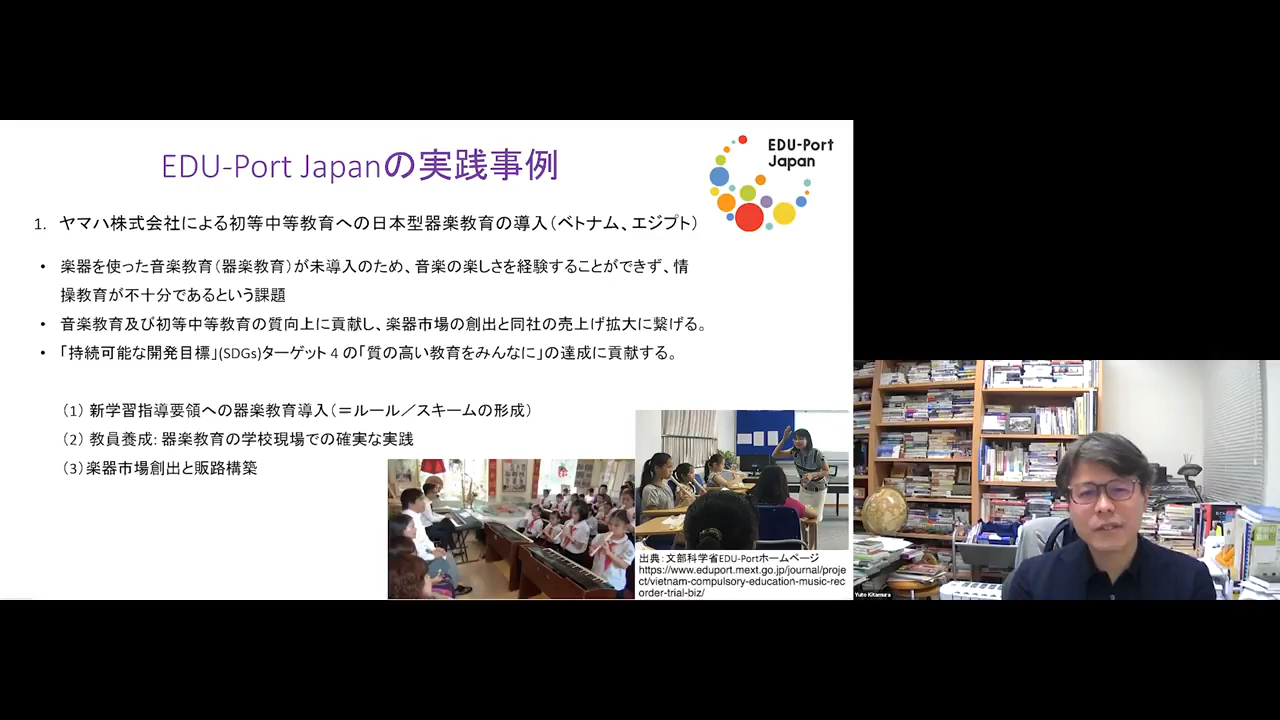 EDU-Port Japanの実践事例
EDU-Port
Japan
1. ヤマハ株式会社による初等中等教育への日本型器楽教育の導入（ベトナム、エジプト）
• 楽器を使った音楽教育（器楽教育）が未導入のため、音楽の楽しさを経験することができず、情
操教育が不十分であるという課題
• 音楽教育及び初等中等教育の質向上に貢献し、楽器市場の創出と同社の売上げ拡大に繋げる。
• 「持続可能な開発目標」(SDGs)ターゲット 4 の「質の高い教育をみんなに」の達成に貢献する。
（1）新学習指導要領への器楽教育導入（＝ルール／スキームの形成）
（2）教員養成: 器楽教育の学校現場での確実な実践
（3）楽器市場創出と販路構築
出典：文部科学省EDU-Portホームページ
https://www.eduport.mext.go.jp/journal/proje
ct/vietnam-compulsory-education-music-rec
order-trial-biz/
Yuto Kitamura